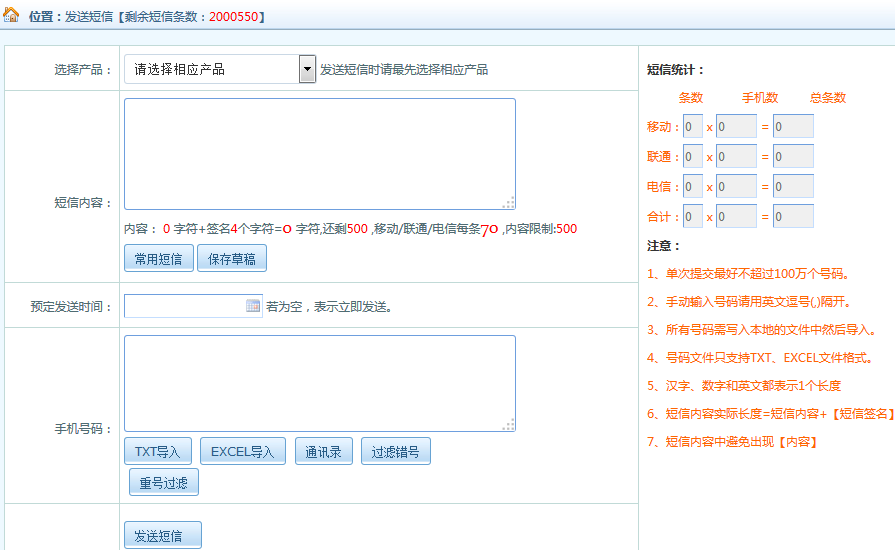 位置：发送短信【剩余短信条数：2000550】
选择产品：
请选择相应产品
发送短信时请最先选择相应产品
短信内容：
内容： 0 字符+签名4个字符=0 字符,还剩500 ,移动/联通/电信每条70 ,内容限制:500
常用短信 保存草稿
预定发送时间：
若为空，表示立即发送。
手机号码：
TXT导入 EXCEL导入 通讯录 过滤错号
重号过滤
发送短信
短信统计：
条数 手机数 总条数
移动：0 x 0 = 0
联通：0 x 0 = 0
电信：0 x 0 = 0
合计：0 x 0 = 0
注意：
1、单次提交最好不超过100万个号码。
2、手动输入号码请用英文逗号(,)隔开。
3、所有号码需写入本地的文件中然后导入。
4、号码文件只支持TXT、EXCEL文件格式。
5、汉字、数字和英文都表示1个长度
6、短信内容实际长度=短信内容+【短信签名】
7、短信内容中避免出现【内容】